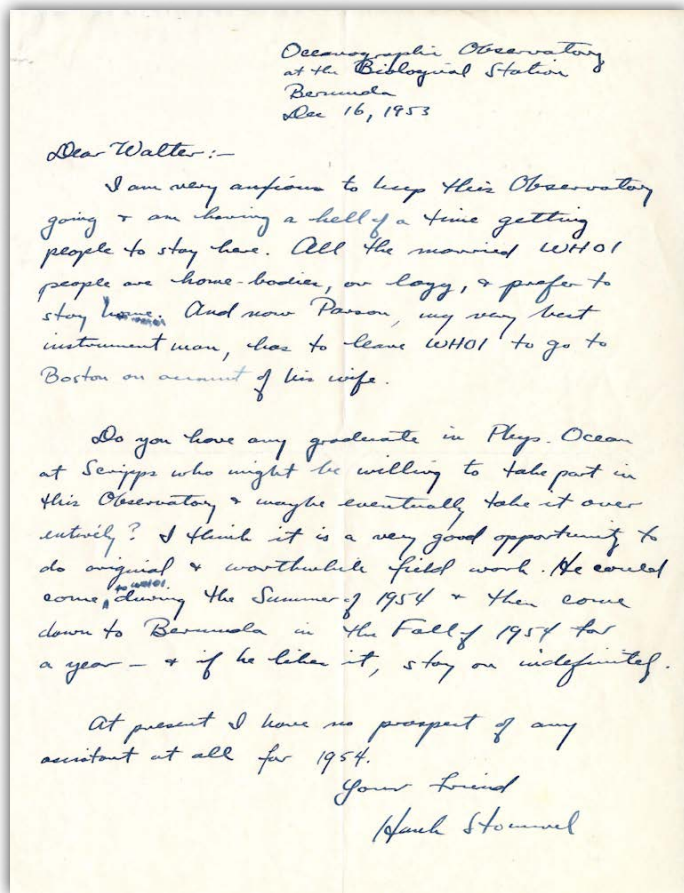 Oceanographic Observatory
at the Biological Station
Bermuda
Dec 16, 1953
Dear Walter:—
I am very anxious to keep this Observatory
going & am having a hell of a time getting
people to stay here. All the married WHOI
people are home-bodies, or lazy, & prefer to
stay home. And now Parson, my very best
instrument man, has to leave WHOI to go to
Boston on account of his wife.
Do you have any graduate in Phys. Ocean
at Scripps who might be willing to take part in
this Observatory & maybe eventually take it over
entirely? I think it is a very good opportunity to
do original & worthwhile field work. He could
come to WHOI during the Summer of 1954 & then come
down to Bermuda in the Fall of 1954 for
a year — & if he likes it, stay on indefinitely.
At present I have no prospect of any
assistant at all for 1954.
Your friend
Hank Stommel